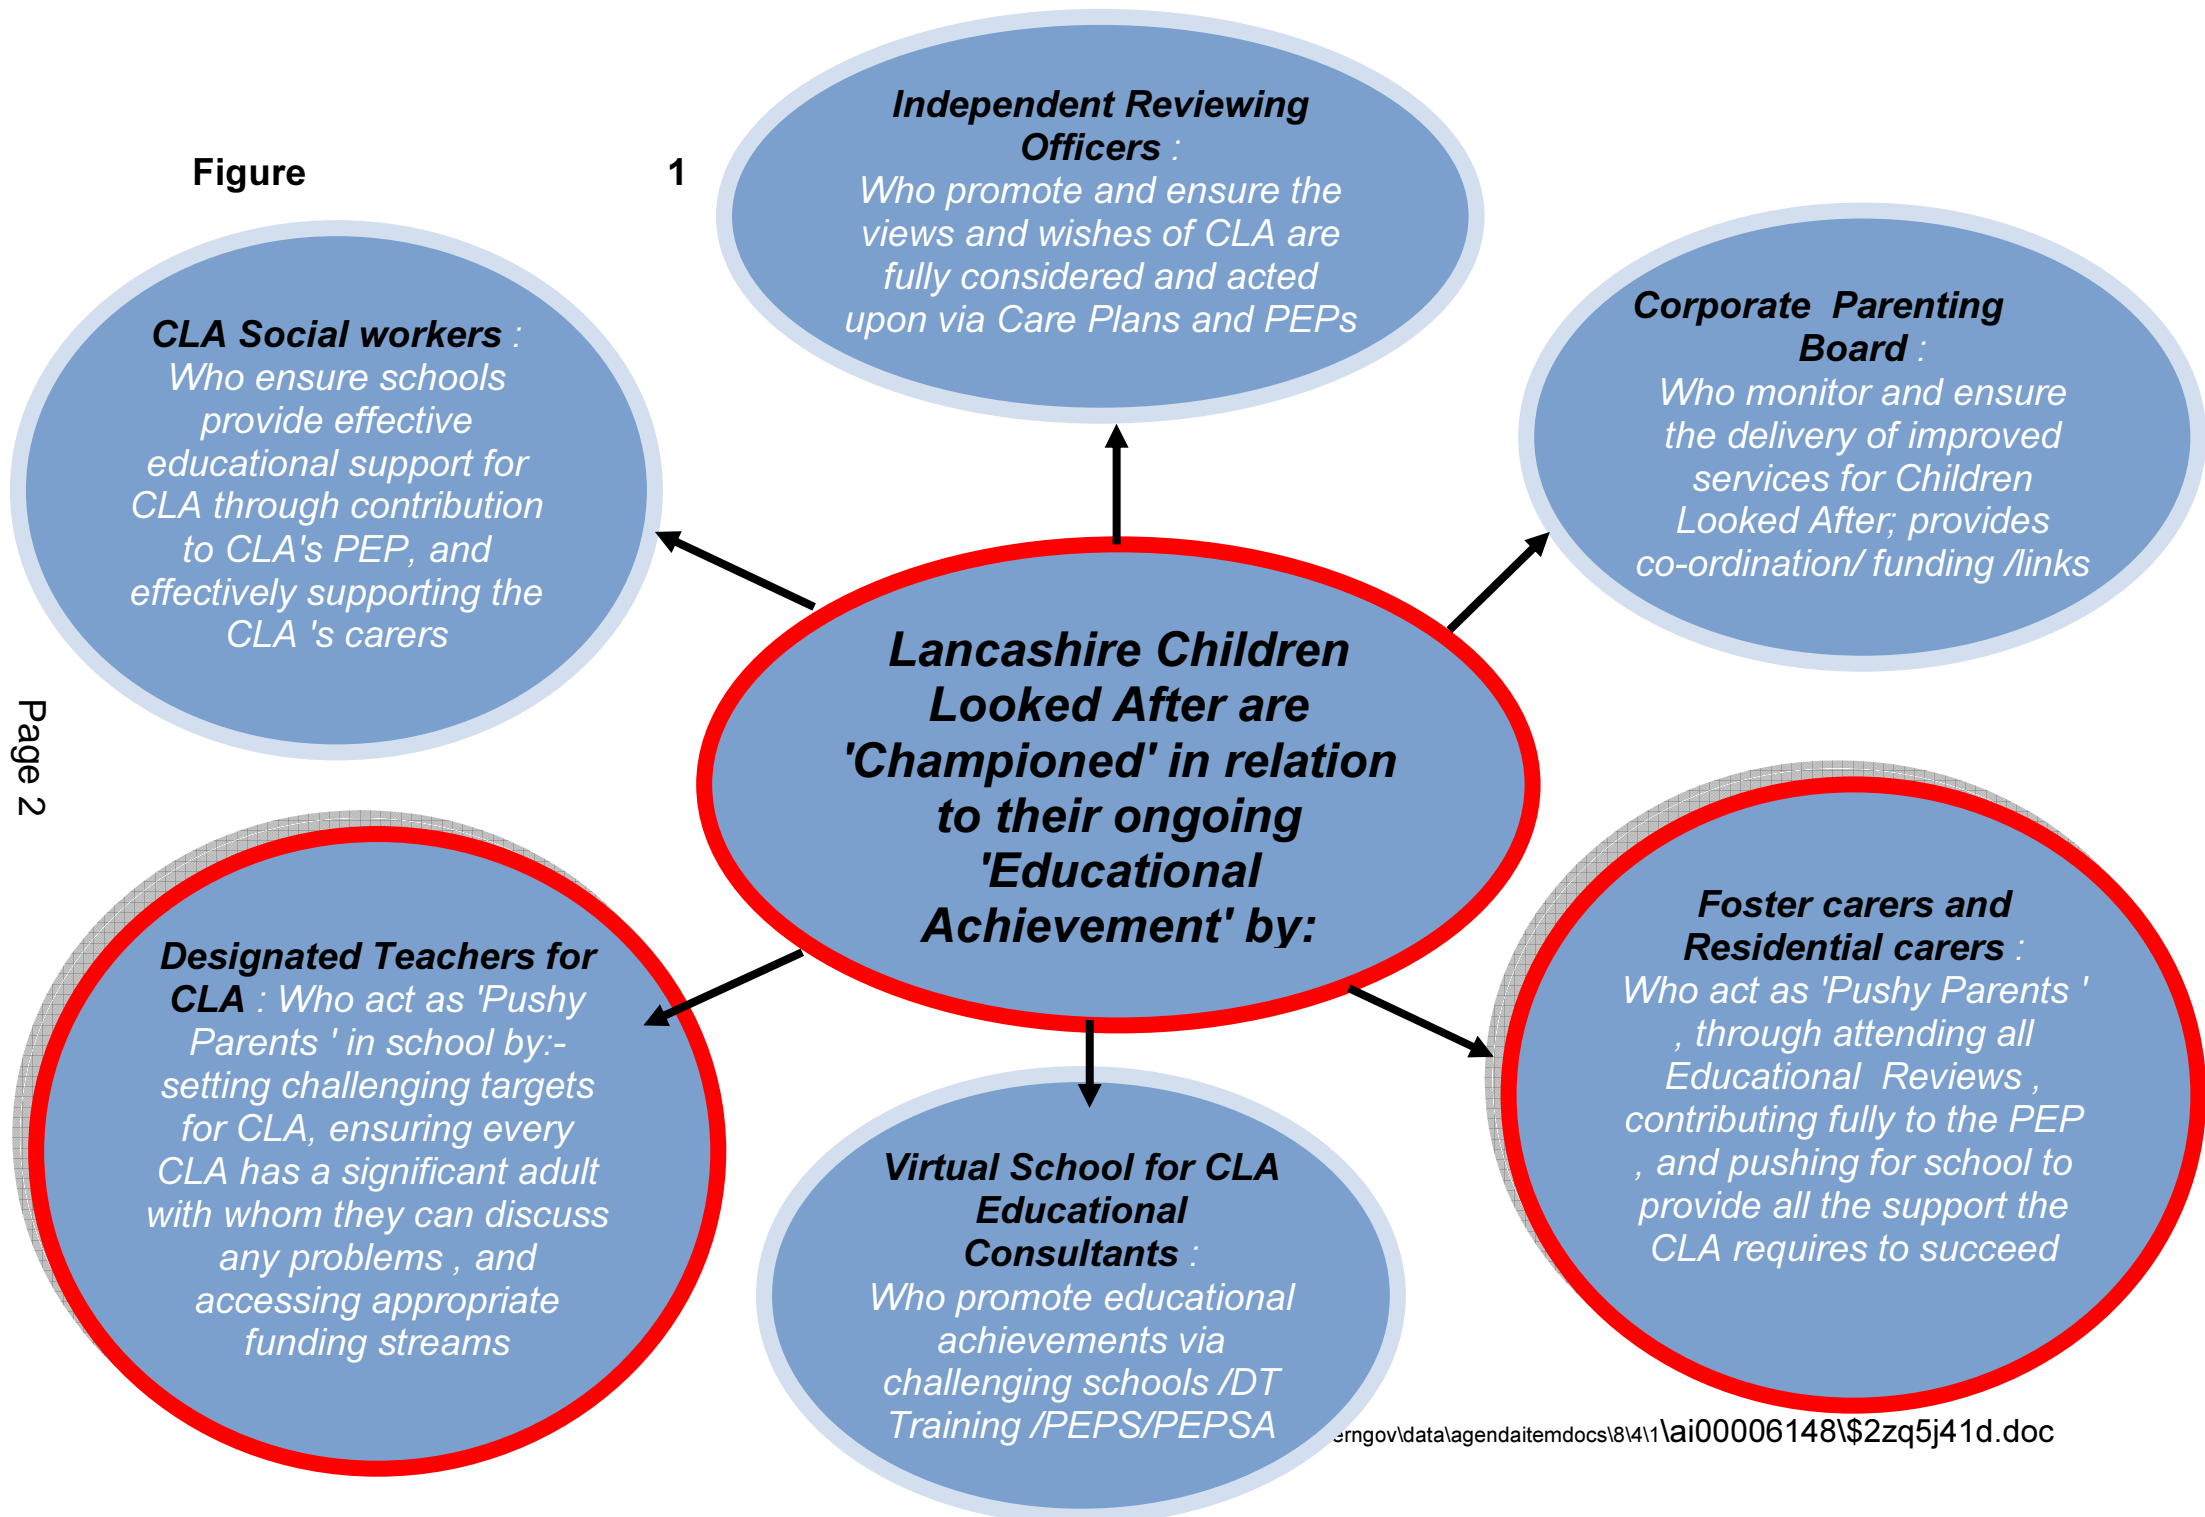 Figure 1
Independent Reviewing
Officers :
Who promote and ensure the
views and wishes of CLA are
fully considered and acted
upon via Care Plans and PEPs
CLA Social workers :
Who ensure schools
provide effective
educational support for
CLA through contribution
to CLA's PEP, and
effectively supporting the
CLA 's carers
Corporate Parenting
Board :
Who monitor and ensure
the delivery of improved
services for Children
Looked After; provides
co-ordination/ funding /links
Lancashire Children
Looked After are
'Championed' in relation
to their ongoing
'Educational
Achievement' by:
Page 2
Designated Teachers for
CLA : Who act as 'Pushy
Parents ' in school by:-
setting challenging targets
for CLA, ensuring every
CLA has a significant adult
with whom they can discuss
any problems , and
accessing appropriate
funding streams
Virtual School for CLA
Educational
Consultants :
Who promote educational
achievements via
challenging schools /DT
Training /PEPS/PEPSA
Foster carers and
Residential carers :
Who act as 'Pushy Parents '
, through attending all
Educational Reviews ,
contributing fully to the PEP
, and pushing for school to
provide all the support the
CLA requires to succeed
erngov\data\agendaitemdocs\8\4\1\ai00006148\$2zq5j41d.doc